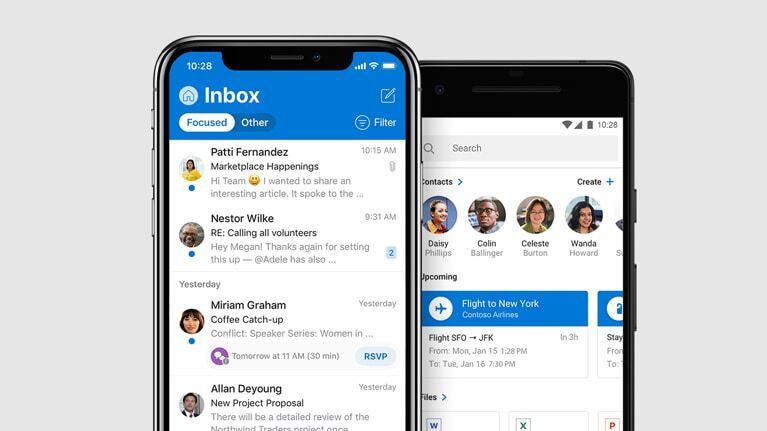 10:28
Inbox
Focused Other
Filter
Patti Fernandez 10:15 AM
Marketplace Happenings
Hi Team 😃 I wanted to share an
interesting article. It spoke to the ...
Nestor Wilke 9:31 AM
RE: Calling all volunteers
Hey Megan! Thanks again for setting
this up — @Adele has also ...
2
Yesterday
Miriam Graham Yesterday
Coffee Catch-up
Conflict: Speaker Series: Women in ...
Tomorrow at 11 AM (30 min) RSVP
Allan Deyoung Yesterday
New Project Proposal
There will be a detailed review of the
Northwind Traders project once
10:28
Search
Contacts Create +
Daisy Colin Celeste Wanda
Phillips Ballinger Burton Howard
Upcoming
Flight to New York
Contoso Airlines
Flight SFO → JFK In 3h
From: Mon, Jan 15 1:28 PM
To: Tue, Jan 16 7:30 PM
Stay
Files
W X P